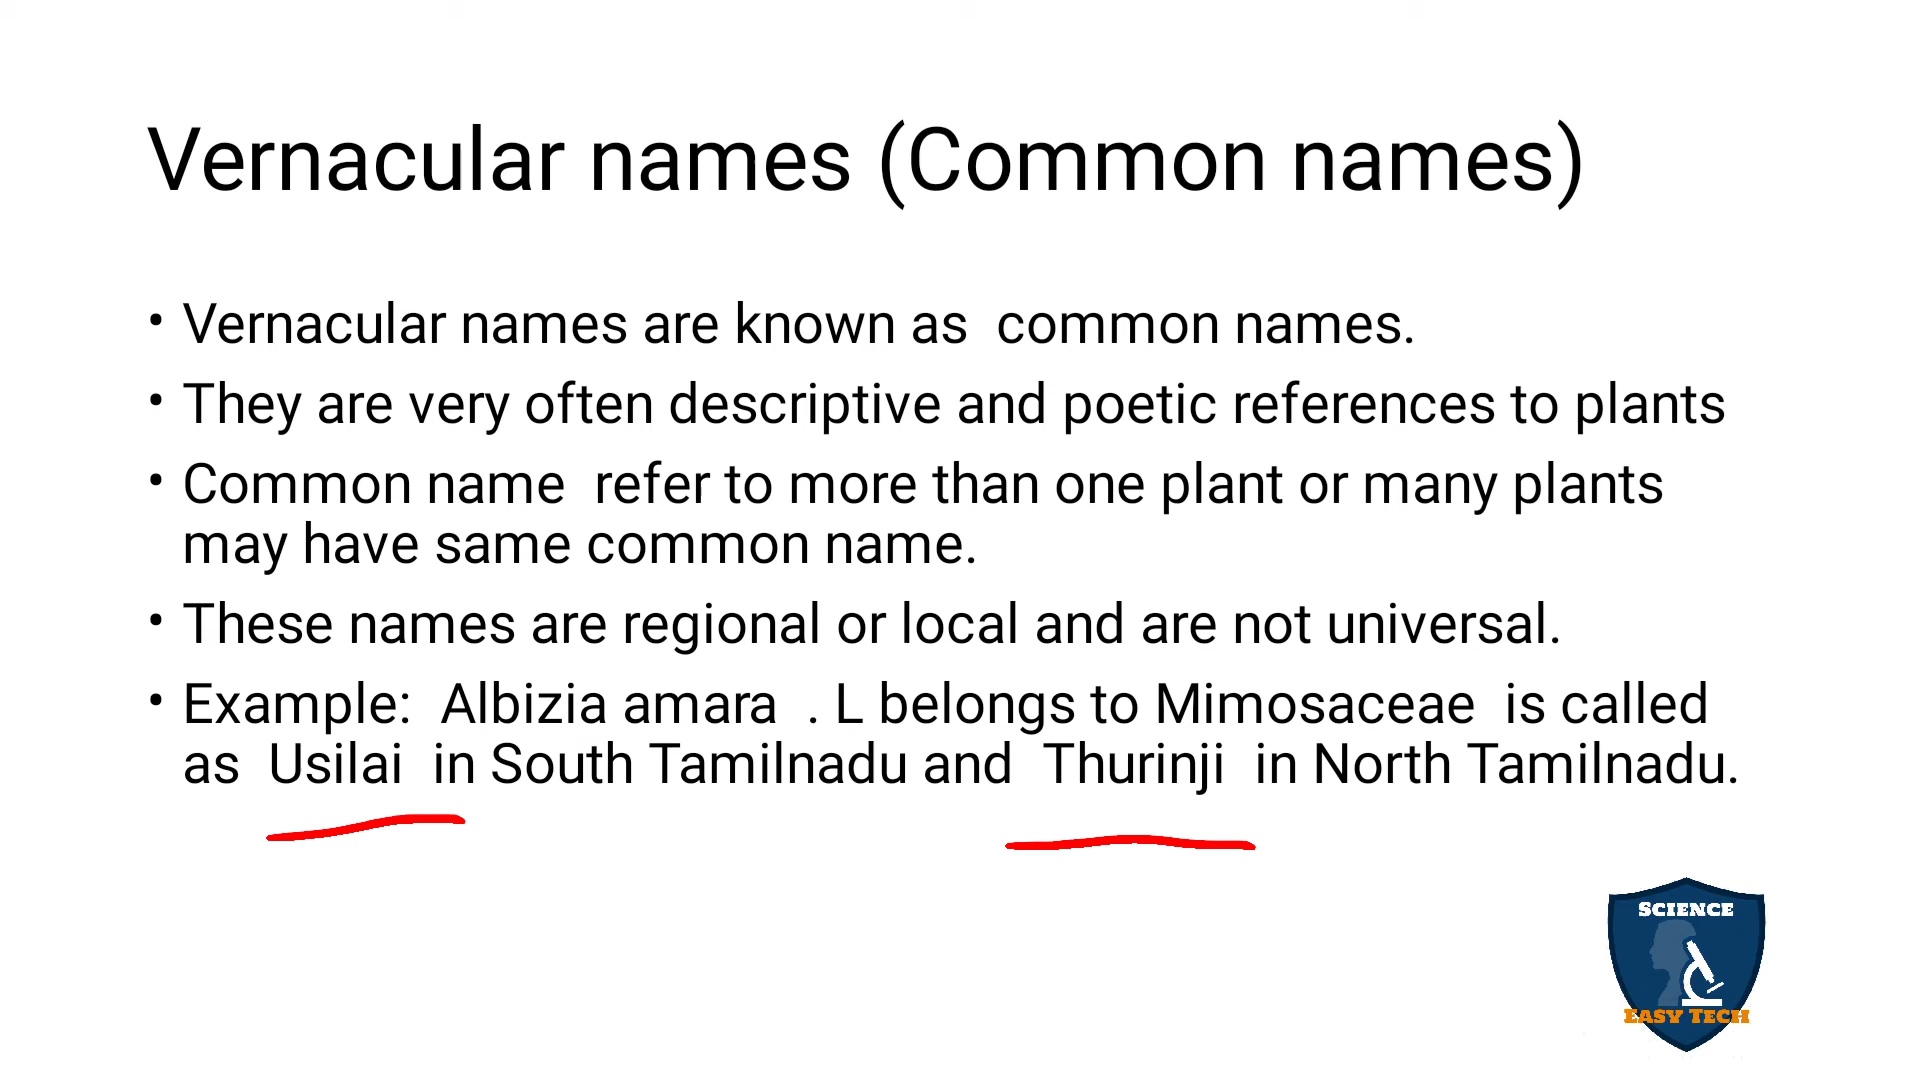 Vernacular names (Common names)
• Vernacular names are known as common names.
• They are very often descriptive and poetic references to plants
• Common name refer to more than one plant or many plants
may have same common name.
• These names are regional or local and are not universal.
• Example: Albizia amara . L belongs to Mimosaceae is called
as Usilai in South Tamilnadu and Thurinji in North Tamilnadu.
SCIENCE
EASY TECH